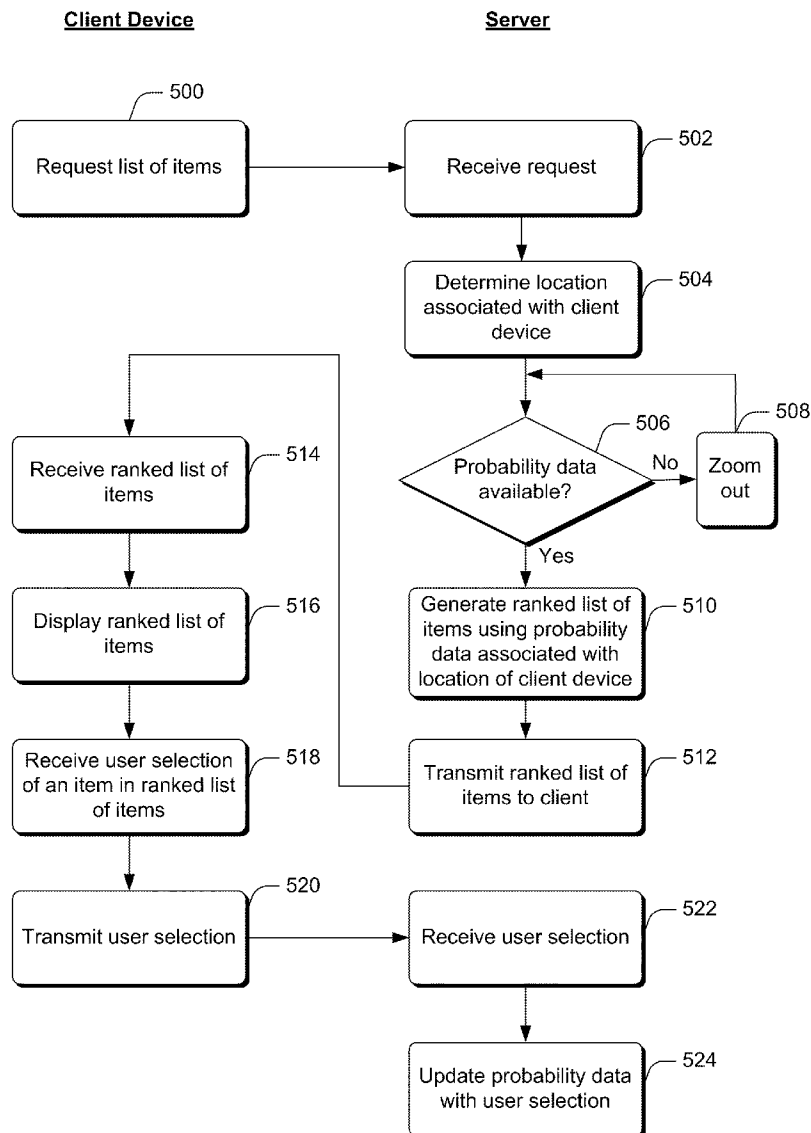 Client Device
Server
500
Request list of items
502
Receive request
504
Determine location
associated with client
device
506
Probability data
available?
No
508
Zoom
out
Yes
510
Generate ranked list of
items using probability
data associated with
location of client device
512
Transmit ranked list of
items to client
514
Receive ranked list of
items
516
Display ranked list of
items
518
Receive user selection
of an item in ranked list
of items
520
Transmit user selection
522
Receive user selection
524
Update probability data
with user selection